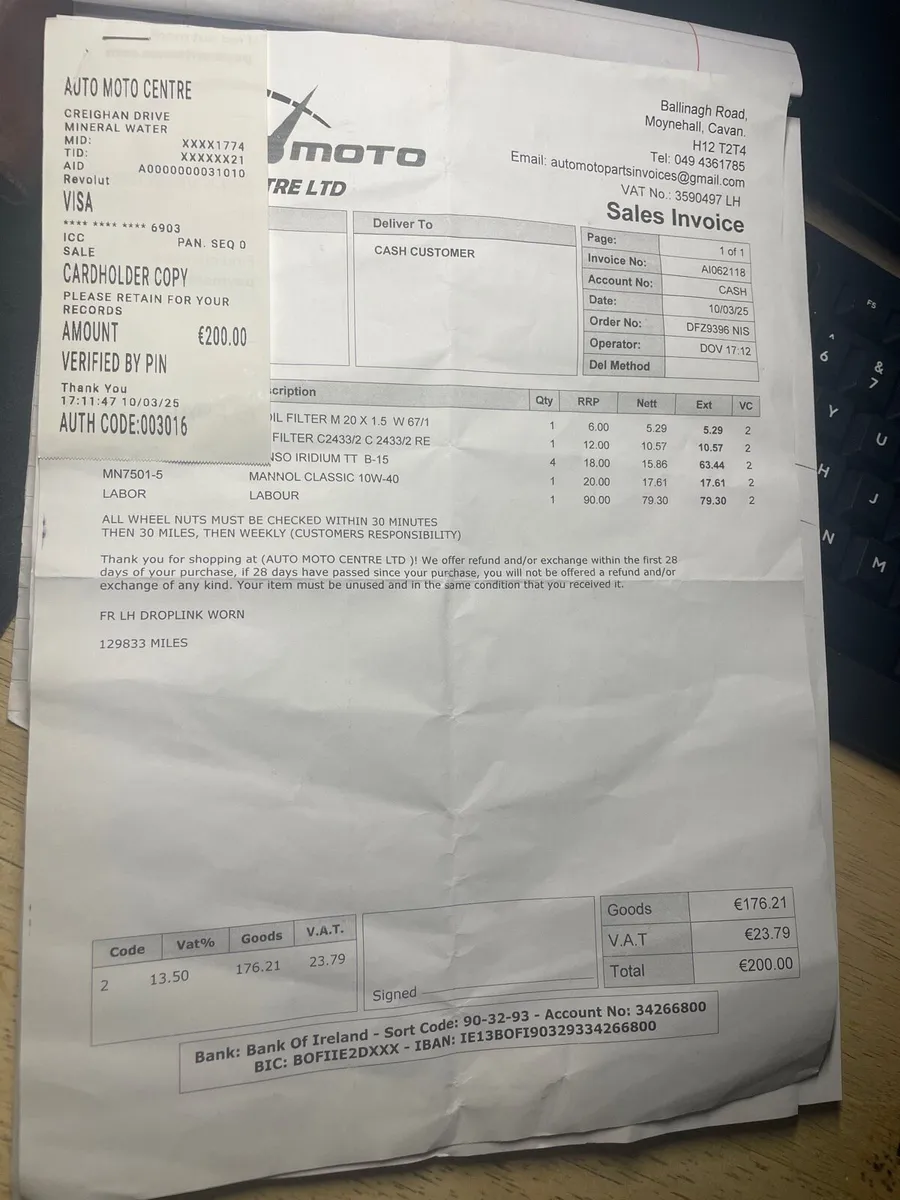 AUTO MOTO CENTRE
CREIGHAN DRIVE
MINERAL WATER
MID: XXXX1774
TID: XXXXXX21
AID A0000000031010
Revolut
VISA
**** **** **** 6903
ICC PAN. SEQ 0
SALE
CARDHOLDER COPY
PLEASE RETAIN FOR YOUR
RECORDS
AMOUNT €200.00
VERIFIED BY PIN
Thank You
17:11:47 10/03/25
AUTH CODE:003016
MOTO
TRE LTD
Ballinagh Road,
Moynehall, Cavan.
H12 T2T4
Tel: 049 4361785
Email: automotopartsinvoices@gmail.com
VAT No.: 3590497 LH
Sales Invoice
Deliver To
CASH CUSTOMER
Page: 1 of 1
Invoice No: AI062118
Account No: CASH
Date: 10/03/25
Order No: DFZ9396 NIS
Operator: DOV 17:12
Del Method
scription Qty RRP Nett Ext VC
OIL FILTER M 20 X 1.5 W 67/1 1 6.00 5.29 5.29 2
FILTER C2433/2 C 2433/2 RE 1 12.00 10.57 10.57 2
NSO IRIDIUM TT B-15 4 18.00 15.86 63.44 2
MN7501-5 MANNOL CLASSIC 10W-40 1 20.00 17.61 17.61 2
LABOR LABOUR 1 90.00 79.30 79.30 2
ALL WHEEL NUTS MUST BE CHECKED WITHIN 30 MINUTES
THEN 30 MILES, THEN WEEKLY (CUSTOMERS RESPONSIBILITY)
Thank you for shopping at (AUTO MOTO CENTRE LTD )! We offer refund and/or exchange within the first 28
days of your purchase, if 28 days have passed since your purchase, you will not be offered a refund and/or
exchange of any kind. Your item must be unused and in the same condition that you received it.
FR LH DROPLINK WORN
129833 MILES
Code Vat% Goods V.A.T.
2 13.50 176.21 23.79
Signed
Goods €176.21
V.A.T €23.79
Total €200.00
Bank: Bank Of Ireland - Sort Code: 90-32-93 - Account No: 34266800
BIC: BOFIIE2DXXX - IBAN: IE13BOFI90329334266800
F5
^
6
&
7
Y
U
H
J
N
M